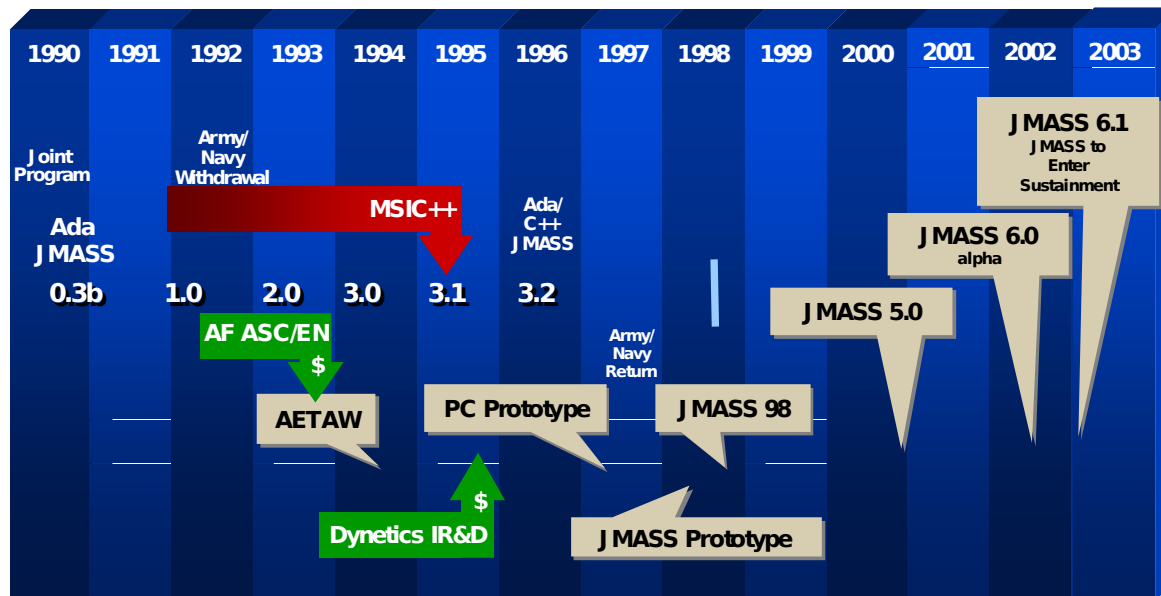 1990 1991 1992 1993 1994 1995 1996 1997 1998 1999 2000 2001 2002 2003
Joint
Program
Ada
JMASS
Army/
Navy
Withdrawal
MSIC++
Ada/
C++
JMASS
0.3b 1.0 2.0 3.0 3.1 3.2
AF ASC/EN
$
AETAW
Army/
Navy
Return
PC Prototype
JMASS 98
$
Dynetics IR&D
JMASS Prototype
JMASS 5.0
JMASS 6.0
alpha
JMASS 6.1
JMASS to
Enter
Sustainment